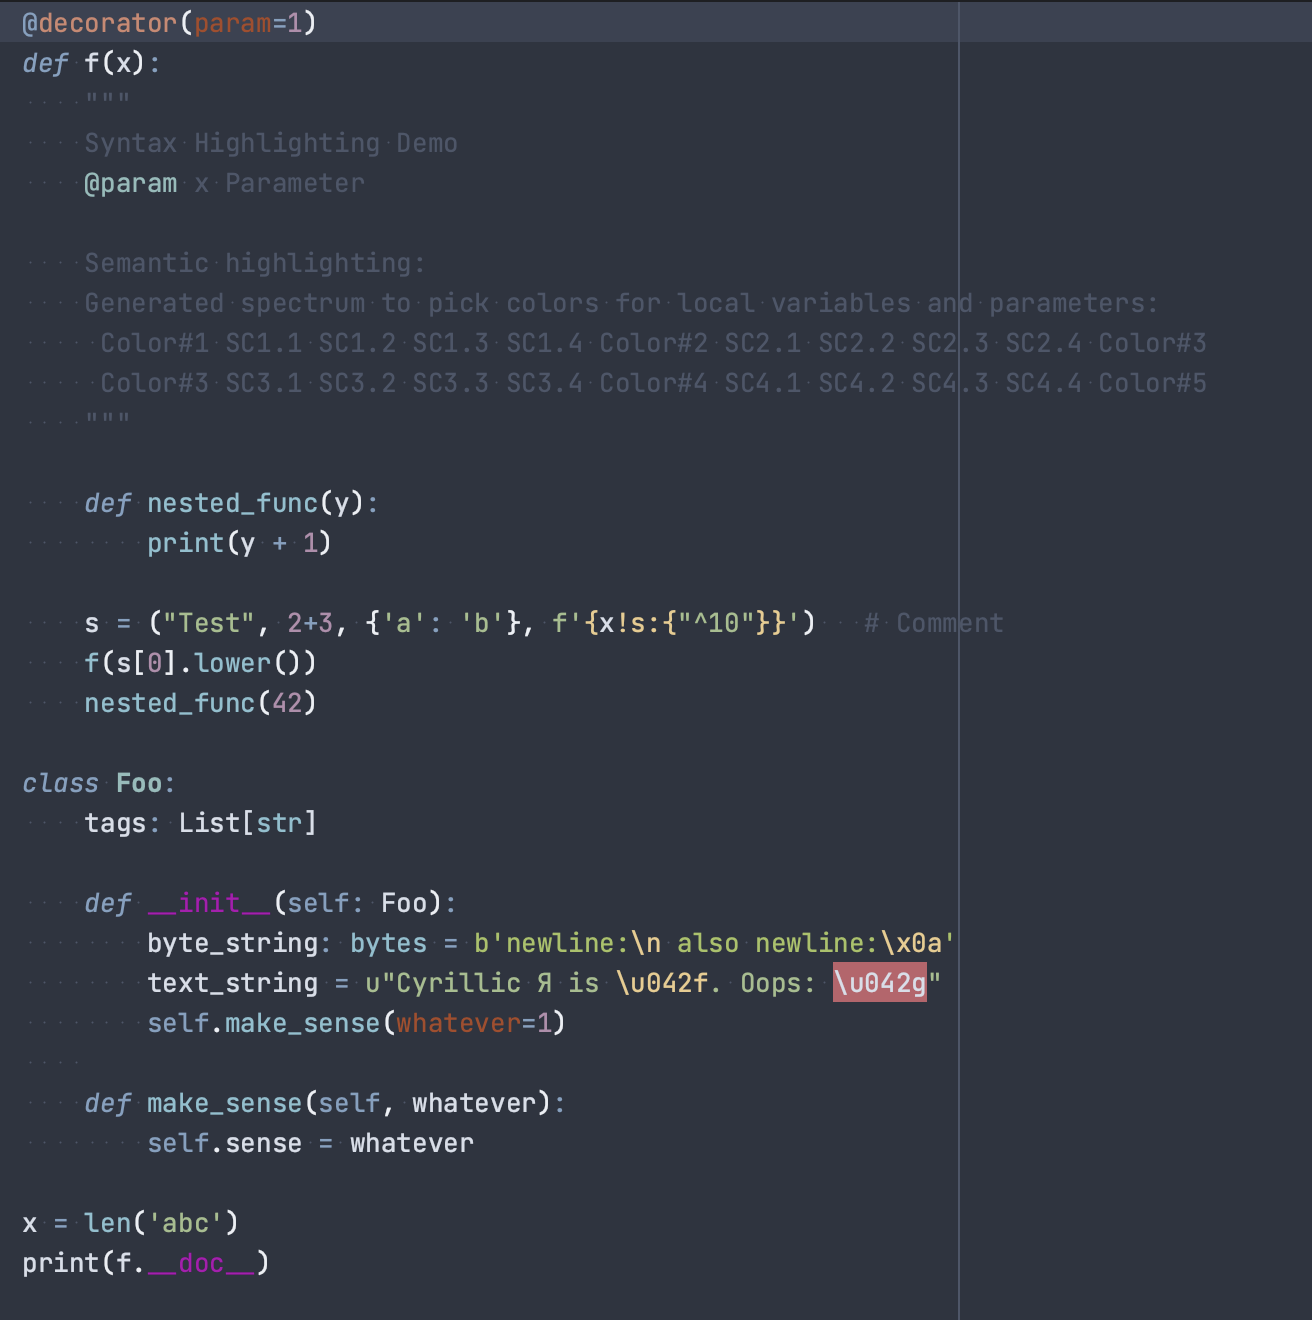 @decorator(param=1)
def f(x):
    """
    Syntax Highlighting Demo
    @param x Parameter

    Semantic highlighting:
    Generated spectrum to pick colors for local variables and parameters:
     Color#1 SC1.1 SC1.2 SC1.3 SC1.4 Color#2 SC2.1 SC2.2 SC2.3 SC2.4 Color#3
     Color#3 SC3.1 SC3.2 SC3.3 SC3.4 Color#4 SC4.1 SC4.2 SC4.3 SC4.4 Color#5
    """

    def nested_func(y):
        print(y + 1)

    s = ("Test", 2+3, {'a': 'b'}, f'{x!s:{"^10"}}')   # Comment
    f(s[0].lower())
    nested_func(42)

class Foo:
    tags: List[str]

    def __init__(self: Foo):
        byte_string: bytes = b'newline:\n also newline:\x0a'
        text_string = u"Cyrillic Я is \u042f. Oops: \u042g"
        self.make_sense(whatever=1)

    def make_sense(self, whatever):
        self.sense = whatever

x = len('abc')
print(f.__doc__)